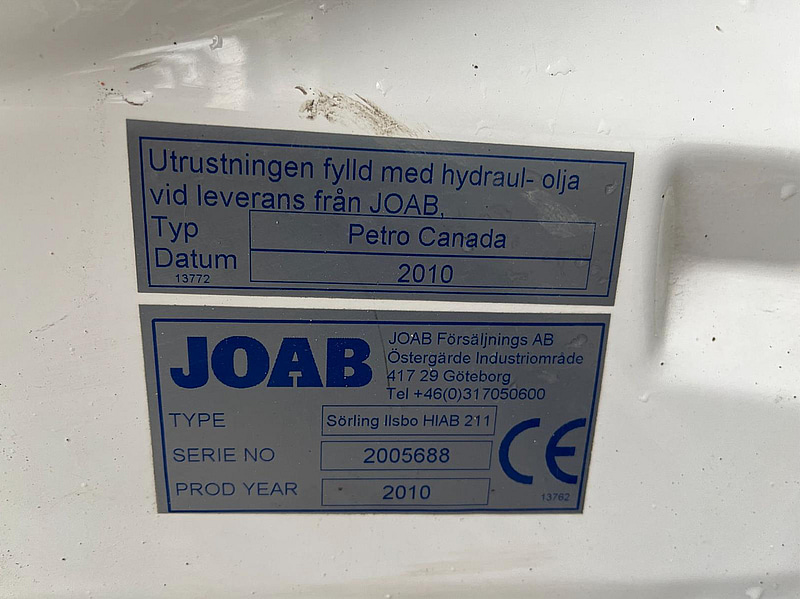 Utrustningen fylld med hydraul- olja
vid leverans från JOAB,
Typ Petro Canada
Datum 2010
13772
JOAB
JOAB Försäljnings AB
Östergärde Industriområde
417 29 Göteborg
Tel +46(0)317050600
TYPE Sörling Ilsbo HIAB 211
SERIE NO 2005688
PROD YEAR 2010
CE
13762